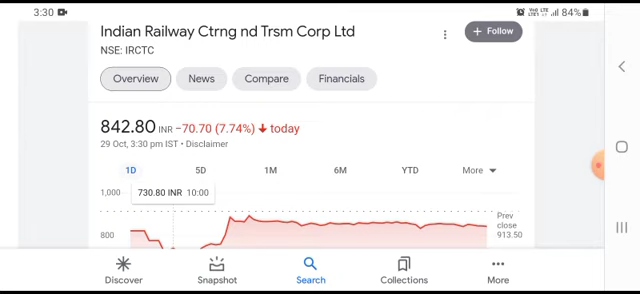 3:30 84%
Indian Railway Ctrng nd Trsm Corp Ltd
+ Follow
NSE: IRCTC
Overview News Compare Financials
842.80 INR −70.70 (7.74%) today
29 Oct, 3:30 pm IST • Disclaimer
1D 5D 1M 6M YTD More
1,000 730.80 INR 10:00
Prev
close
800 913.50
Discover Snapshot Search Collections More